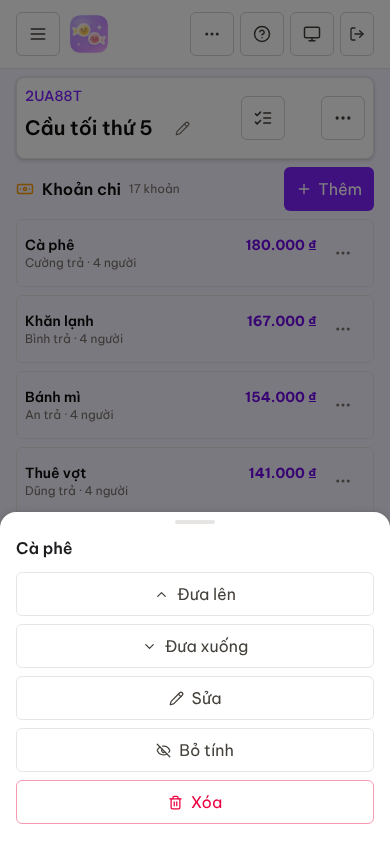 2UA88T
Cầu tối thứ 5
Khoản chi 17 khoản
+ Thêm
Cà phê 180.000 ₫
Cường trả · 4 người
Khăn lạnh 167.000 ₫
Bình trả · 4 người
Bánh mì 154.000 ₫
An trả · 4 người
Thuê vợt 141.000 ₫
Dũng trả · 4 người
Cà phê
Đưa lên
Đưa xuống
Sửa
Bỏ tính
Xóa